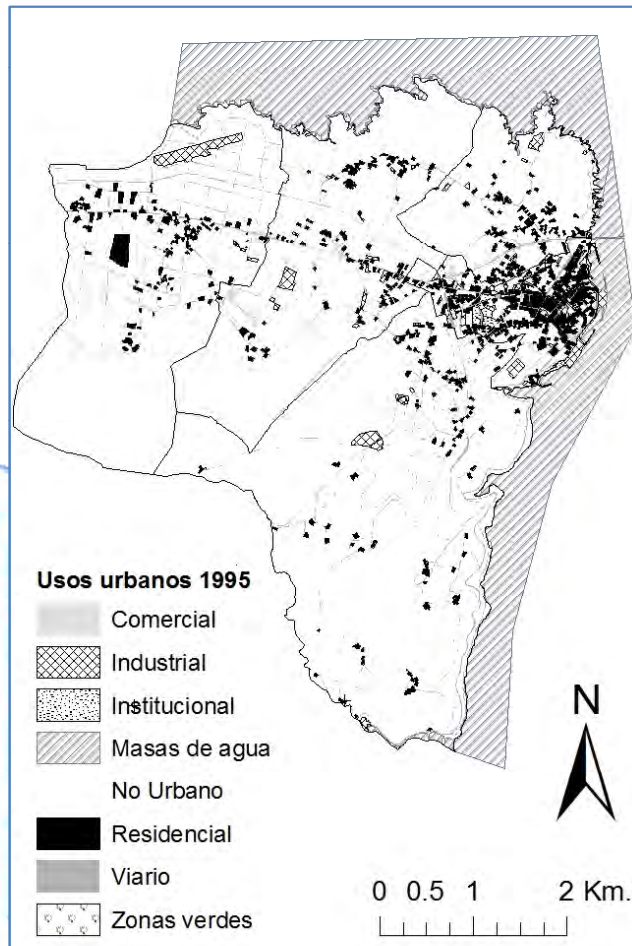 Usos urbanos 1995
Comercial
Industrial
Institucional
Masas de agua
No Urbano
Residencial
Viario
Zonas verdes
N
0 0.5 1 2 Km.